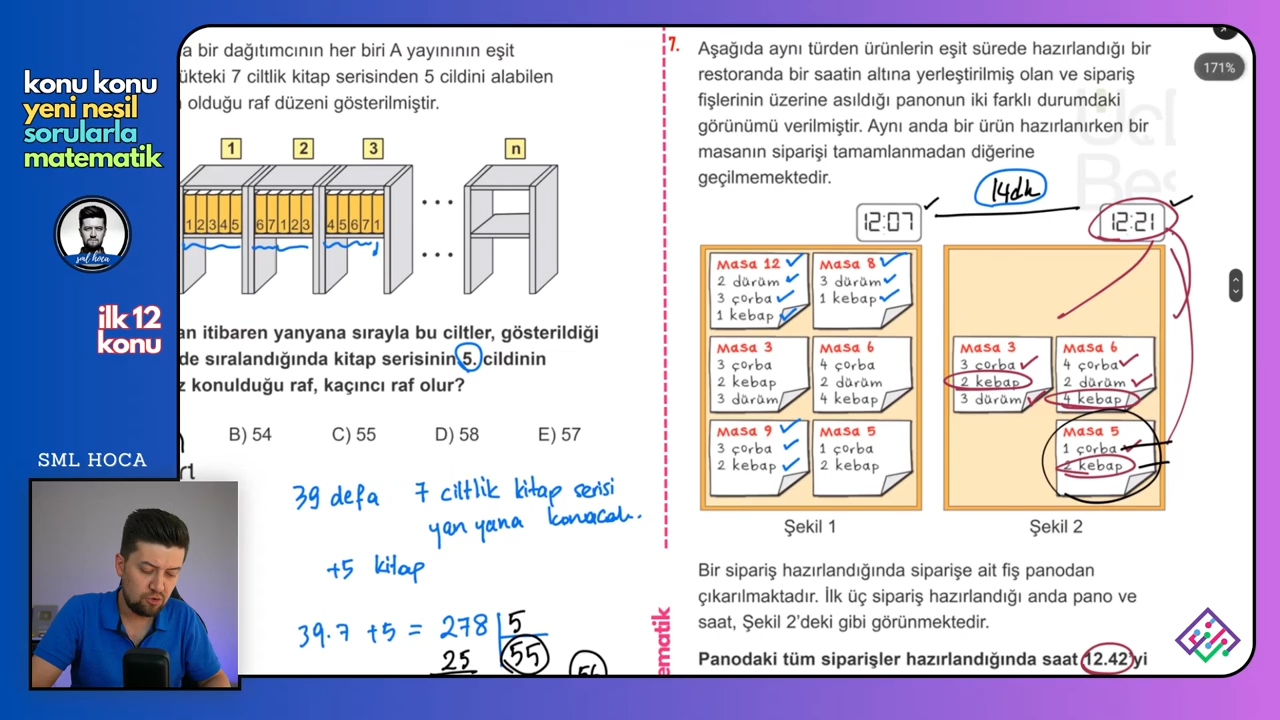 konu konu
yeni nesil
sorularla
matematik
sml hoca
ilk 12
konu
SML HOCA
a bir dağıtımcının her biri A yayınının eşit
ükteki 7 ciltlik kitap serisinden 5 cildini alabilen
olduğu raf düzeni gösterilmiştir.
1 2 3 n
1 2 3 4 5 6 7 1 2 3 4 5 6 7 1
an itibaren yanyana sırayla bu ciltler, gösterildiği
de sıralandığında kitap serisinin 5. cildinin
z konulduğu raf, kaçıncı raf olur?
B) 54 C) 55 D) 58 E) 57
39 defa 7 ciltlik kitap serisi
yan yana konacak.
+5 kitap
39.7 +5 = 278 5
25 55
56
ematik
7. Aşağıda aynı türden ürünlerin eşit sürede hazırlandığı bir
restoranda bir saatin altına yerleştirilmiş olan ve sipariş
fişlerinin üzerine asıldığı panonun iki farklı durumdaki
görünümü verilmiştir. Aynı anda bir ürün hazırlanırken bir
masanın siparişi tamamlanmadan diğerine
geçilmemektedir.
171%
14dk
12:07 12:21
Masa 12
2 dürüm
3 çorba
1 kebap
Masa 8
3 dürüm
1 kebap
Masa 3
3 çorba
2 kebap
3 dürüm
Masa 6
4 çorba
2 dürüm
4 kebap
Masa 9
3 çorba
2 kebap
Masa 5
1 çorba
2 kebap
Şekil 1
Masa 3
3 çorba
2 kebap
3 dürüm
Masa 6
4 çorba
2 dürüm
4 kebap
Masa 5
1 çorba
2 kebap
Şekil 2
Bir sipariş hazırlandığında siparişe ait fiş panodan
çıkarılmaktadır. İlk üç sipariş hazırlandığı anda pano ve
saat, Şekil 2'deki gibi görünmektedir.
Panodaki tüm siparişler hazırlandığında saat 12.42'yi